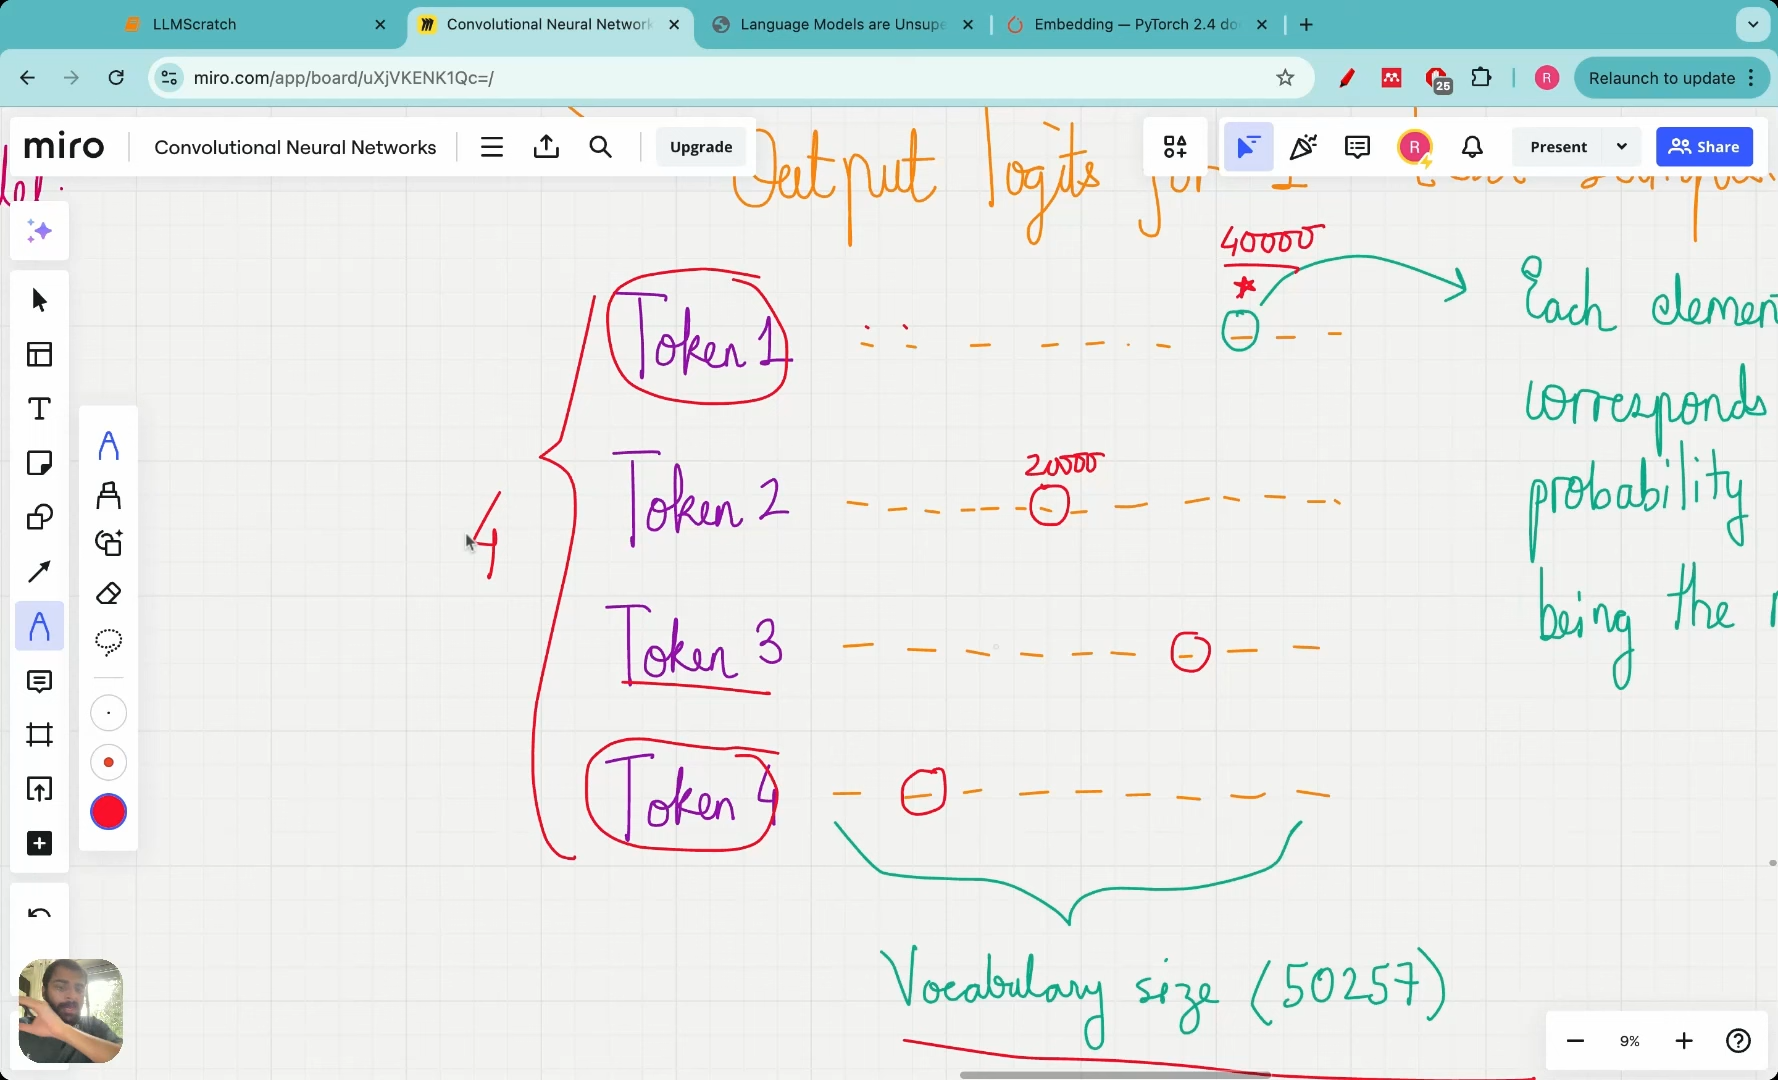 LLMScratch
Convolutional Neural Network
Language Models are Unsupe
Embedding — PyTorch 2.4 do
miro.com/app/board/uXjVKENK1Qc=/
25
R
Relaunch to update
miro
Convolutional Neural Networks
Upgrade
R
Present
Share
Output logits for 1
40000
Token 1
Each element
corresponds
probability
being the
Token 2
20000
4
Token 3
Token 4
Vocabulary size (50257)
9%